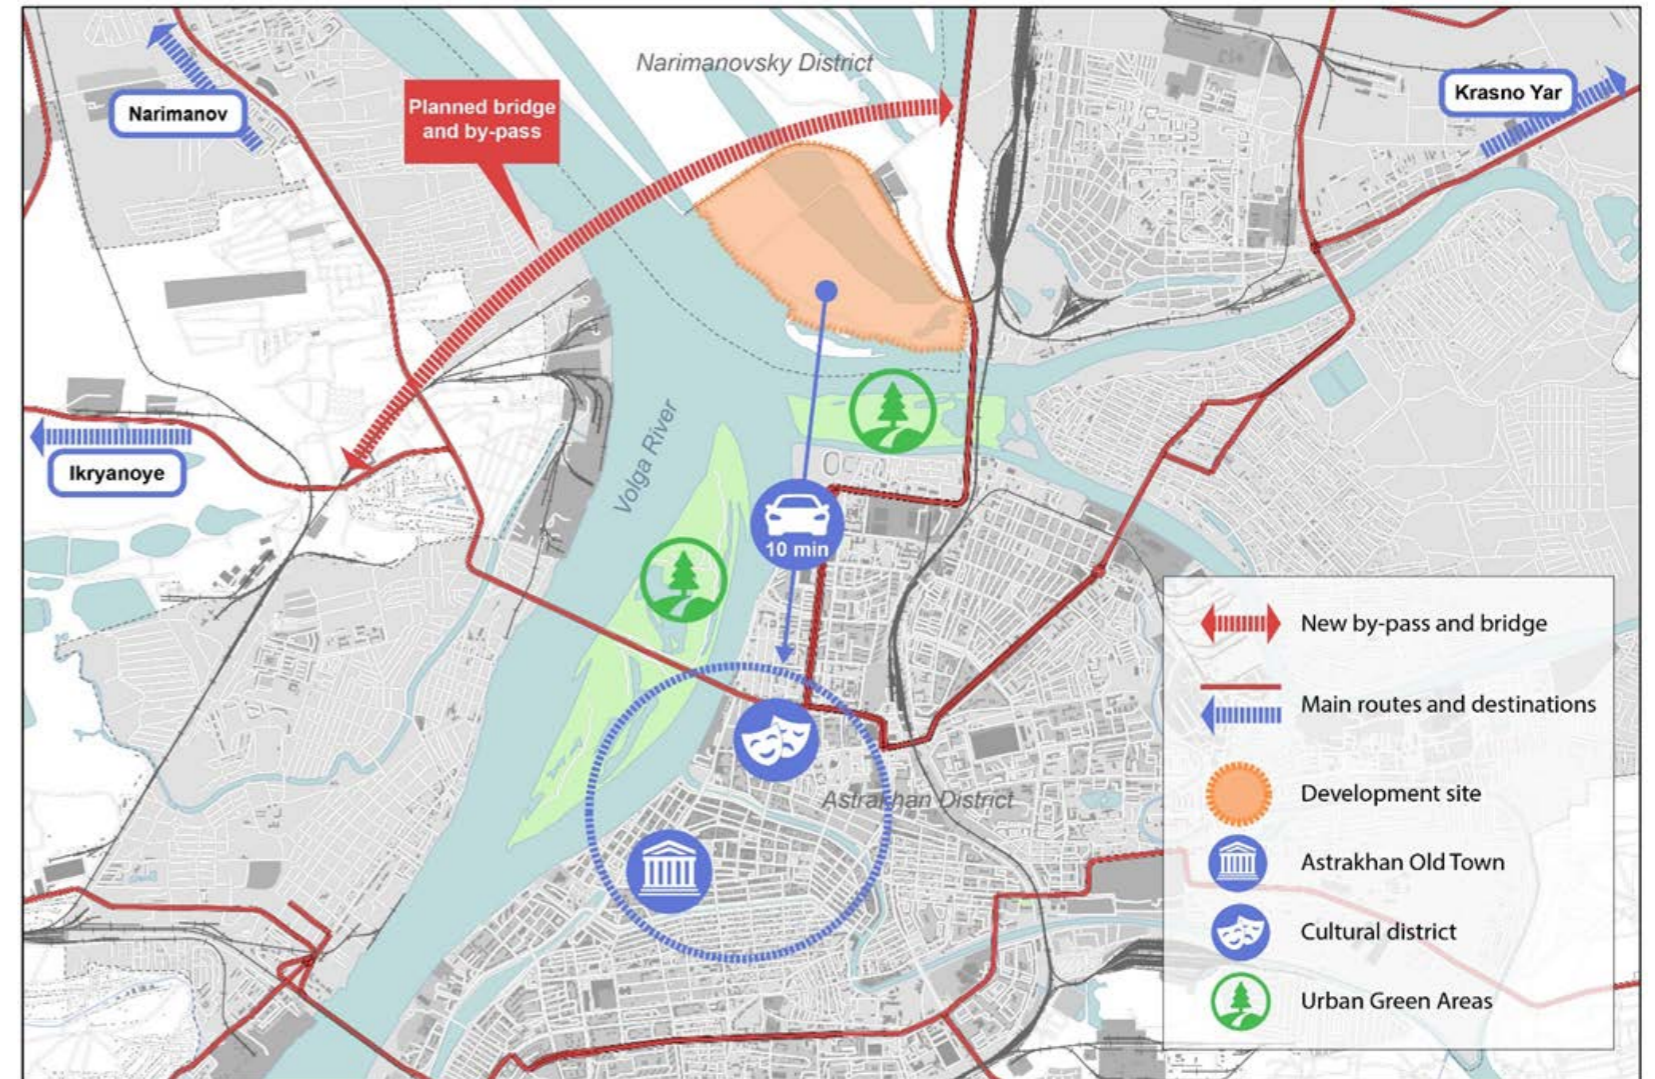 Narimanovsky District
Krasno Yar
Planned bridge
and by-pass
Narimanov
Ikryanoye
Volga River
10 min
Astrakhan District
New by-pass and bridge
Main routes and destinations
Development site
Astrakhan Old Town
Cultural district
Urban Green Areas